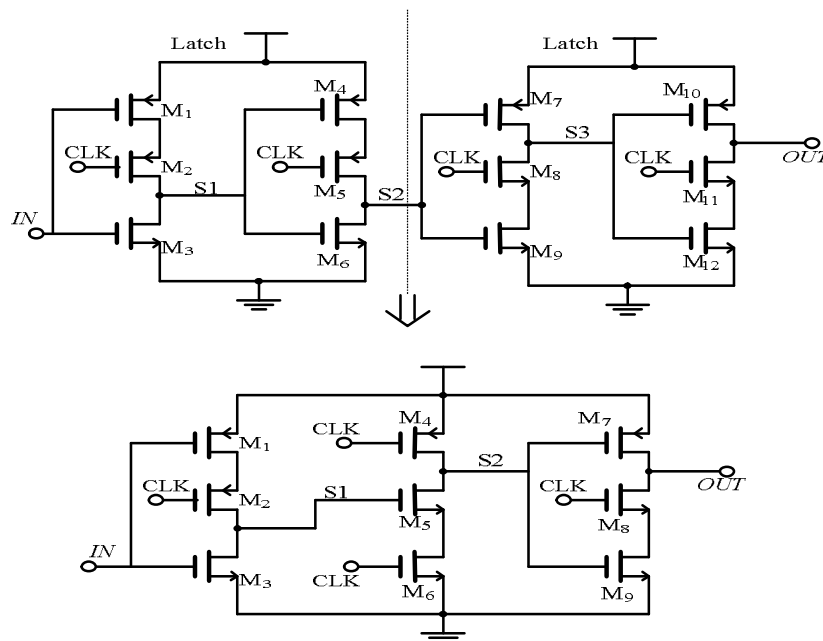 Latch
Latch
M4
M10
M1
M7
CLK
CLK
S3
M2
CLK
CLK
S1
M5
M8
OUT
S2
M11
IN
M3
M6
M9
M12
M4
M7
CLK
M1
S2
CLK
CLK
OUT
S1
M2
M5
M8
IN
CLK
M3
M6
M9